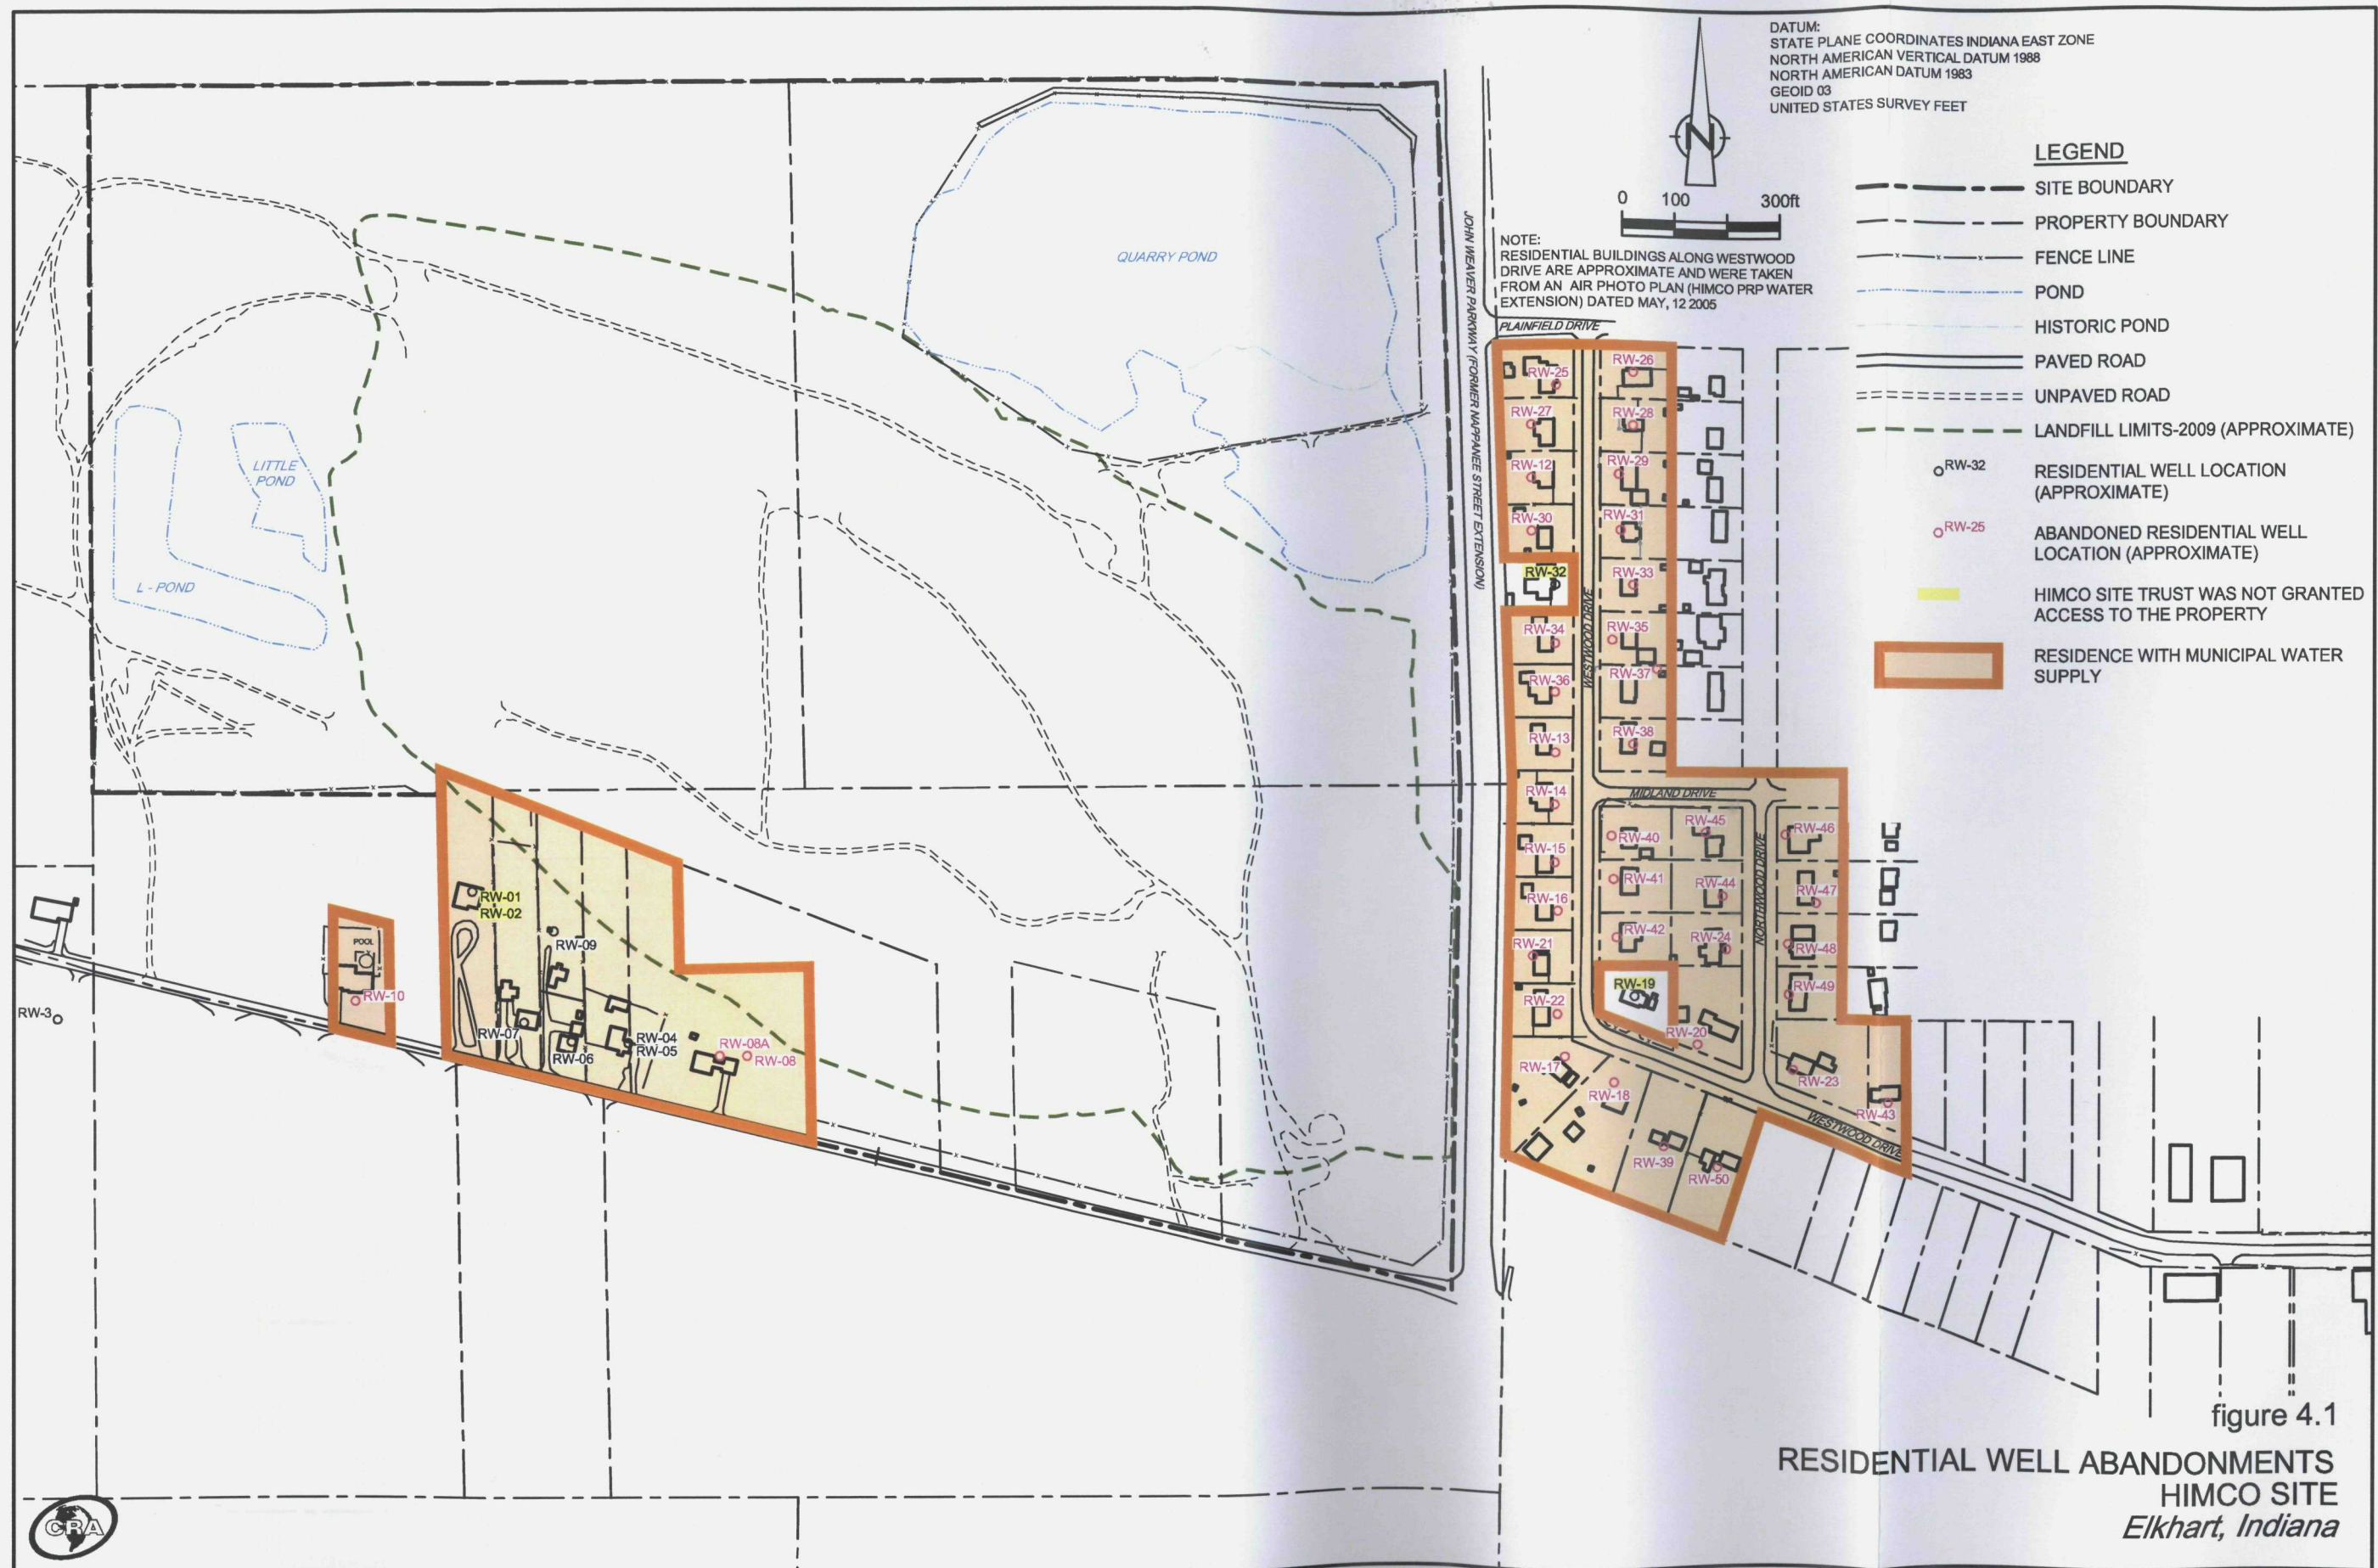 DATUM:
STATE PLANE COORDINATES INDIANA EAST ZONE
NORTH AMERICAN VERTICAL DATUM 1988
NORTH AMERICAN DATUM 1983
GEOID 03
UNITED STATES SURVEY FEET
N
0 100 300ft
LEGEND
SITE BOUNDARY
PROPERTY BOUNDARY
FENCE LINE
POND
HISTORIC POND
PAVED ROAD
UNPAVED ROAD
LANDFILL LIMITS-2009 (APPROXIMATE)
RW-32
RESIDENTIAL WELL LOCATION
(APPROXIMATE)
RW-25
ABANDONED RESIDENTIAL WELL
LOCATION (APPROXIMATE)
HIMCO SITE TRUST WAS NOT GRANTED
ACCESS TO THE PROPERTY
RESIDENCE WITH MUNICIPAL WATER
SUPPLY
NOTE:
RESIDENTIAL BUILDINGS ALONG WESTWOOD
DRIVE ARE APPROXIMATE AND WERE TAKEN
FROM AN AIR PHOTO PLAN (HIMCO PRP WATER
EXTENSION) DATED MAY, 12 2005
QUARRY POND
LITTLE
POND
L - POND
JOHN WEAVER PARKWAY (FORMER NAPPANEE STREET EXTENSION)
PLAINFIELD DRIVE
WESTWOOD DRIVE
MIDLAND DRIVE
NORTHWOOD DRIVE
WESTWOOD DRIVE
RW-25
RW-26
RW-27
RW-28
RW-12
RW-29
RW-30
RW-31
RW-32
RW-33
RW-34
RW-35
RW-36
RW-37
RW-13
RW-38
RW-14
RW-15
RW-40
RW-45
RW-46
RW-16
RW-41
RW-44
RW-47
RW-21
RW-42
RW-24
RW-48
RW-22
RW-19
RW-49
RW-20
RW-17
RW-18
RW-23
RW-43
RW-39
RW-50
RW-01
RW-02
RW-09
RW-07
RW-06
RW-04
RW-05
RW-08A
RW-08
POOL
RW-10
RW-3
figure 4.1
RESIDENTIAL WELL ABANDONMENTS
HIMCO SITE
Elkhart, Indiana
CRA